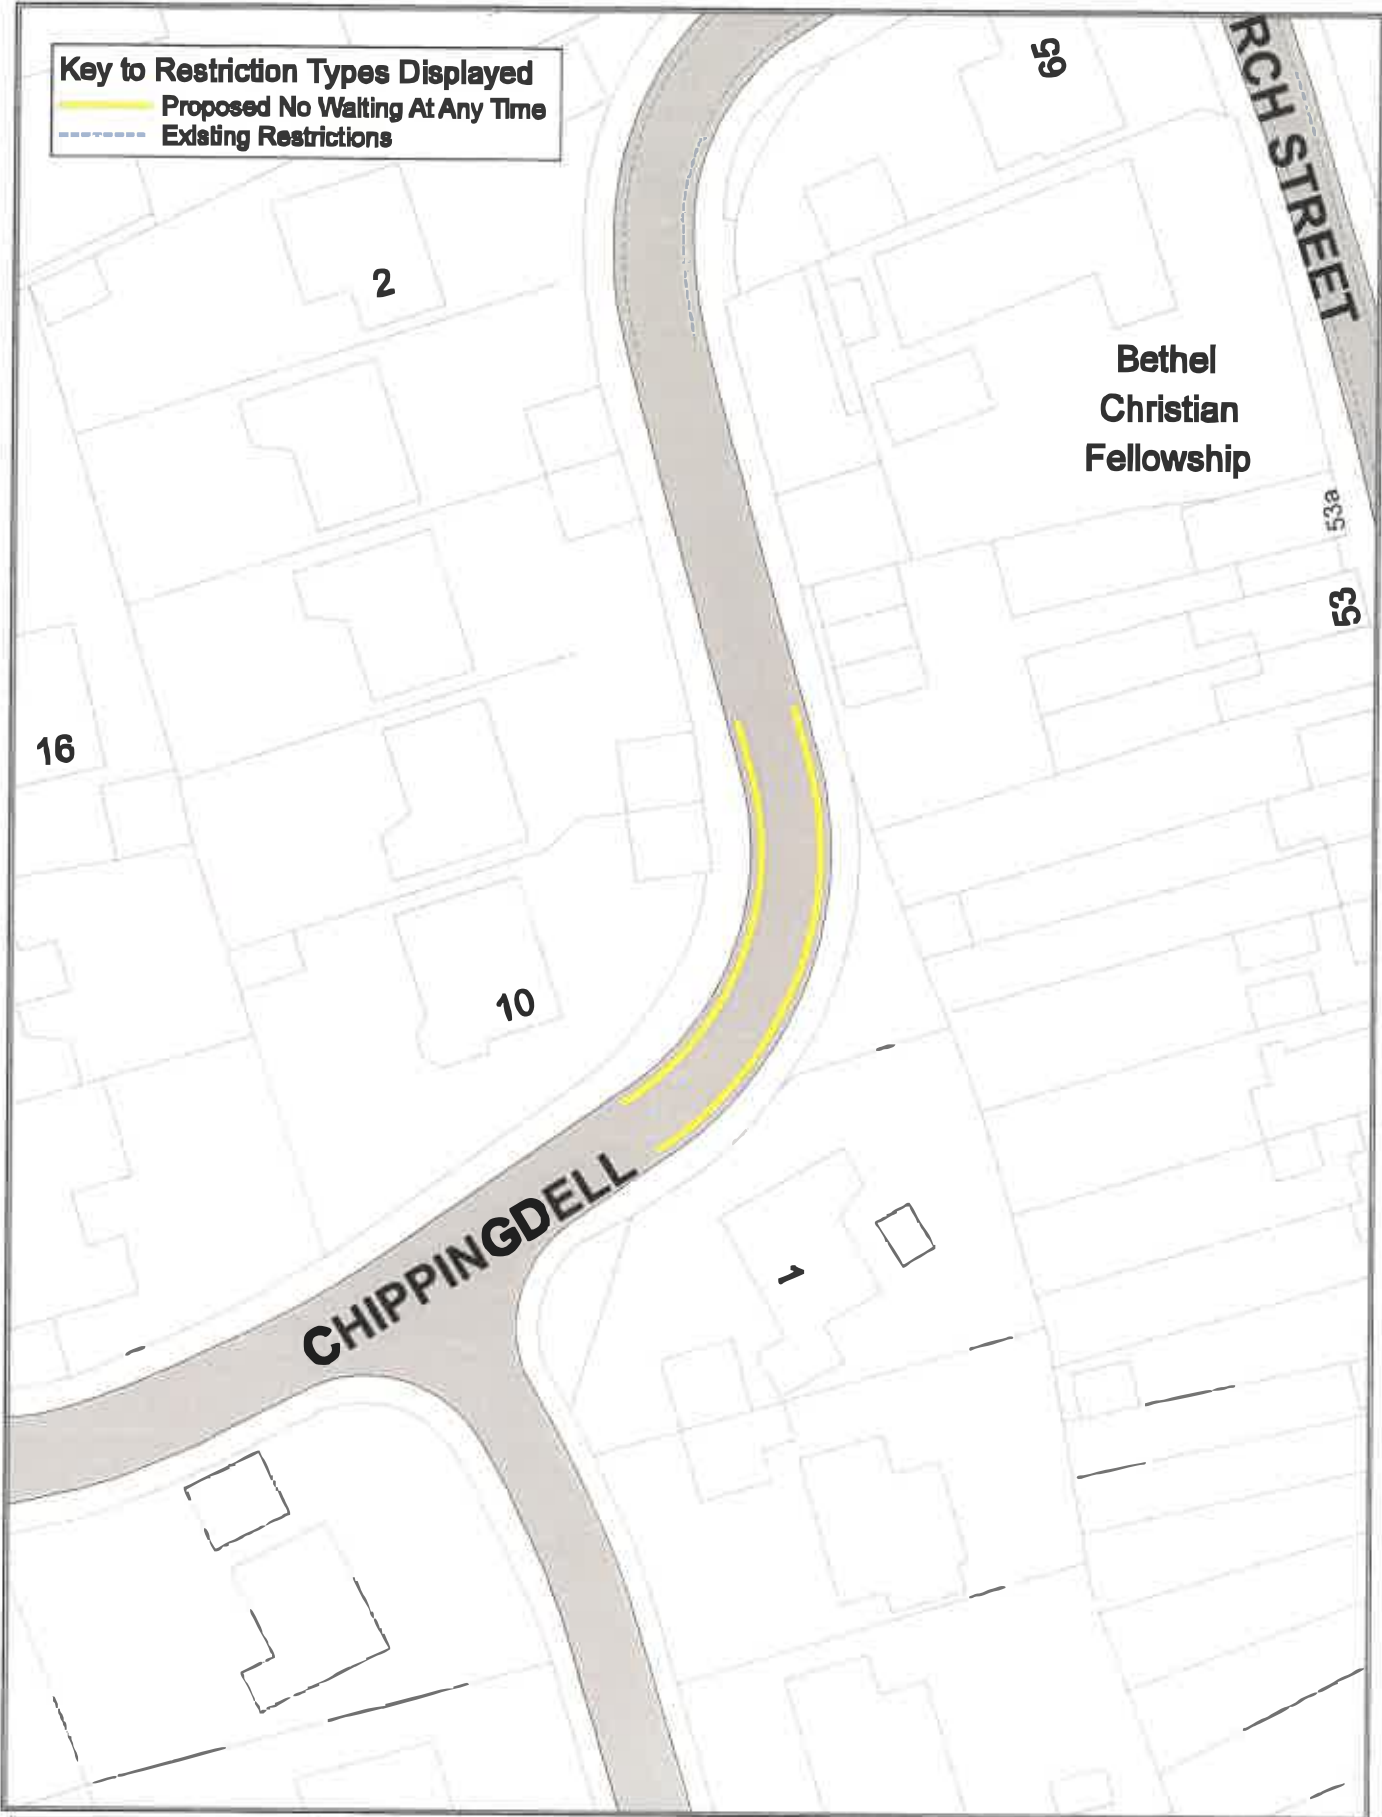 Key to Restriction Types Displayed
Proposed No Waiting At Any Time
Existing Restrictions
65
RCH STREET
2
Bethel
Christian
Fellowship
53a
53
16
10
CHIPPINGDELL
1